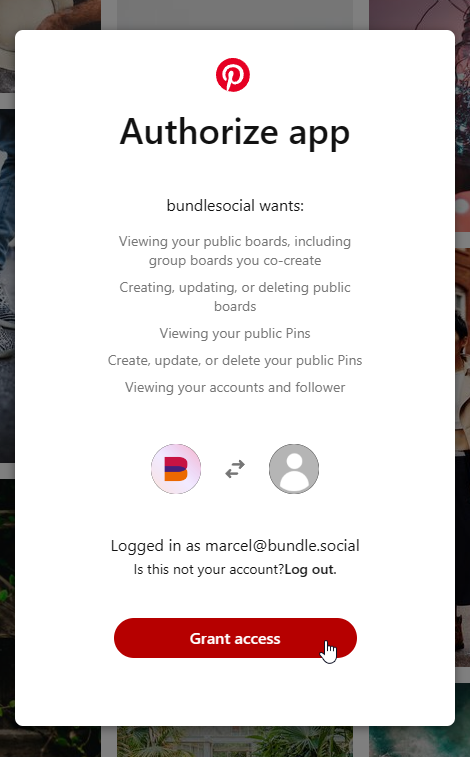 Authorize app
bundlesocial wants:
Viewing your public boards, including
group boards you co-create
Creating, updating, or deleting public
boards
Viewing your public Pins
Create, update, or delete your public Pins
Viewing your accounts and follower
Logged in as marcel@bundle.social
Is this not your account?Log out.
Grant access